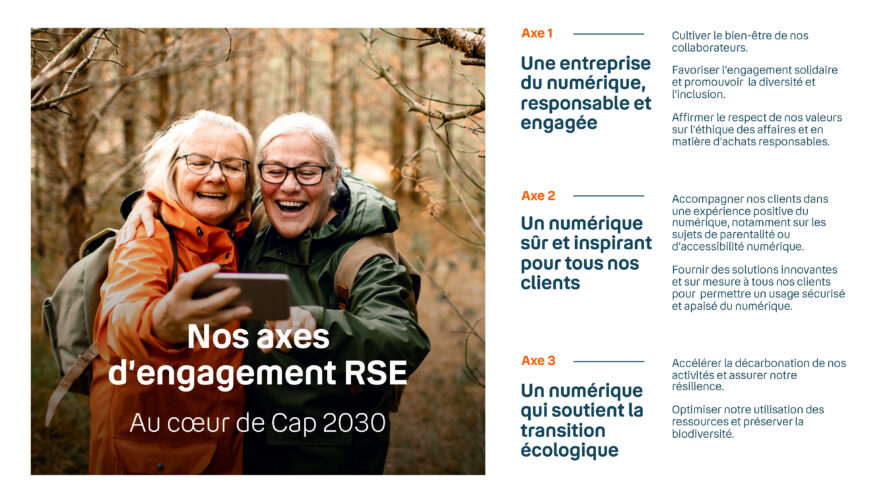 Nos axes
d'engagement RSE
Au cœur de Cap 2030
Axe 1
Une entreprise
du numérique,
responsable et
engagée
Cultiver le bien-être de nos
collaborateurs.
Favoriser l'engagement solidaire
et promouvoir la diversité et
l'inclusion.
Affirmer le respect de nos valeurs
sur l'éthique des affaires et en
matière d'achats responsables.
Axe 2
Un numérique
sûr et inspirant
pour tous nos
clients
Accompagner nos clients dans
une expérience positive du
numérique, notamment sur les
sujets de parentalité ou
d'accessibilité numérique.
Fournir des solutions innovantes
et sur mesure à tous nos clients
pour permettre un usage sécurisé
et apaisé du numérique.
Axe 3
Un numérique
qui soutient la
transition
écologique
Accélérer la décarbonation de nos
activités et assurer notre
résilience.
Optimiser notre utilisation des
ressources et préserver la
biodiversité.